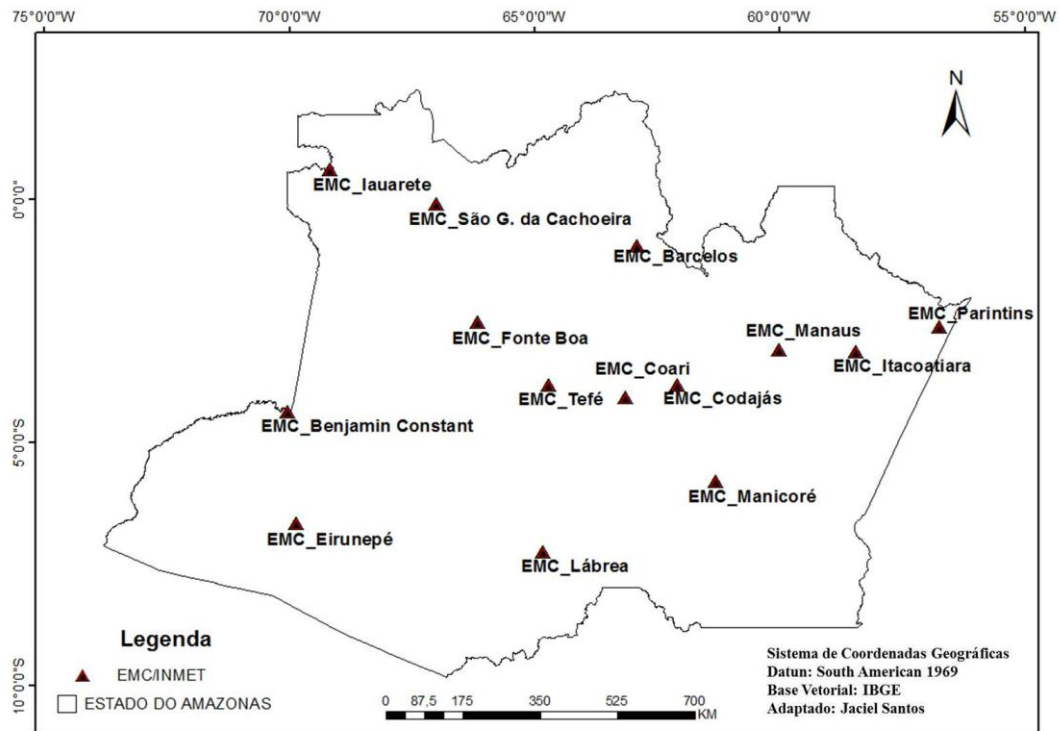 75°0'0"W 70°0'0"W 65°0'0"W 60°0'0"W 55°0'0"W
N
EMC_Iauarete
0°0'0"
EMC_São G. da Cachoeira
EMC_Barcelos
EMC_Parintins
EMC_Manaus
EMC_Fonte Boa
EMC_Itacoatiara
EMC_Coari
EMC_Tefé
EMC_Codajás
EMC_Benjamin Constant
5°0'0"S
EMC_Manicoré
EMC_Eirunepé
EMC_Lábrea
Legenda
EMC/INMET
ESTADO DO AMAZONAS
10°0'0"S
0 87,5 175 350 525 700
KM
Sistema de Coordenadas Geográficas
Datun: South American 1969
Base Vetorial: IBGE
Adaptado: Jaciel Santos